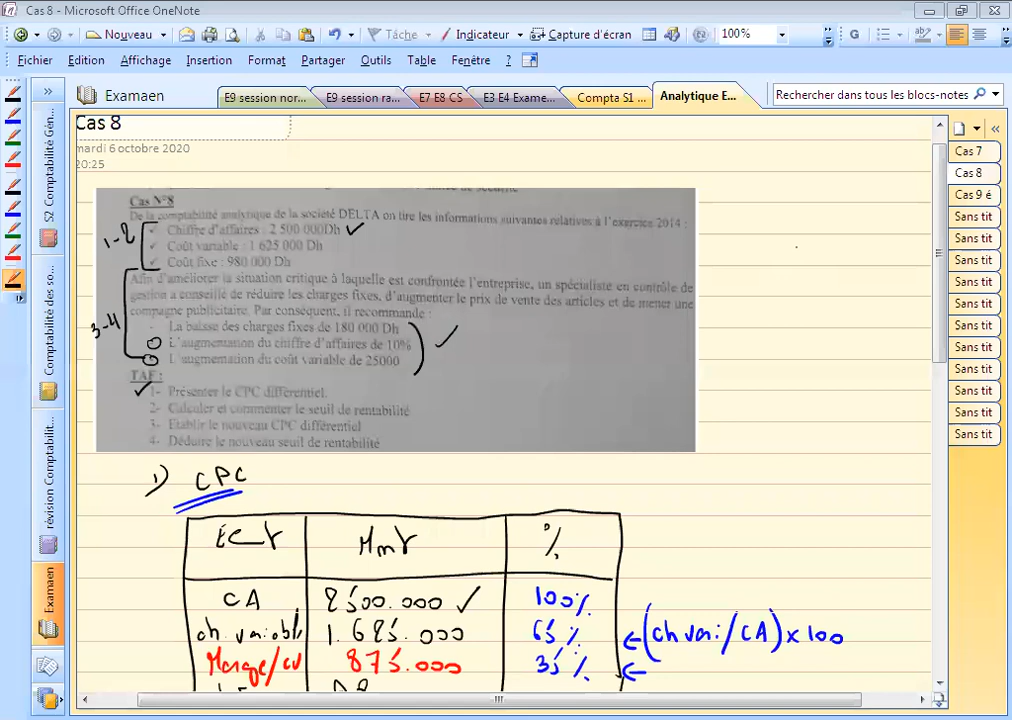 Cas 8 - Microsoft Office OneNote
Nouveau Tâche Indicateur Capture d'écran 100% G ab
Fichier Edition Affichage Insertion Format Partager Outils Table Fenêtre ?
Examaen E9 session nor... E9 session ra... E7 E8 CS E3 E4 Exame... Compta S1 ... Analytique E... Rechercher dans tous les blocs-notes
S2 Comptabilité Gén...
Comptabilité des so...
révision Comptabilit...
Examaen
Cas 7
Cas 8
Cas 9 é
Sans tit
Sans tit
Sans tit
Sans tit
Sans tit
Sans tit
Sans tit
Sans tit
Sans tit
Sans tit
Sans tit
Cas 8
mardi 6 octobre 2020
20:25
Cas N°8
De la comptabilité analytique de la société DELTA on tire les informations suivantes relatives à l'exercice 2014 :
Chiffre d'affaires : 2 500 000Dh
1-2
Coût variable : 1 625 000 Dh
Coût fixe : 980 000 Dh
Afin d'améliorer la situation critique à laquelle est confrontée l'entreprise, un spécialiste en contrôle de
gestion a conseillé de réduire les charges fixes, d'augmenter le prix de vente des articles et de mener une
compagne publicitaire. Par conséquent, il recommande :
3-4
La baisse des charges fixes de 180 000 Dh
L'augmentation du chiffre d'affaires de 10%
L'augmentation du coût variable de 25000
TAF :
1- Présenter le CPC différentiel.
2- Calculer et commenter le seuil de rentabilité
3- Etablir le nouveau CPC différentiel
4- Déduire le nouveau seuil de rentabilité
1) CPC
Mnt %
CA 2500.000 100%
ch. variable 1.625.000 65% (ch vari/CA) x 100
Marge/cv 875.000 35%